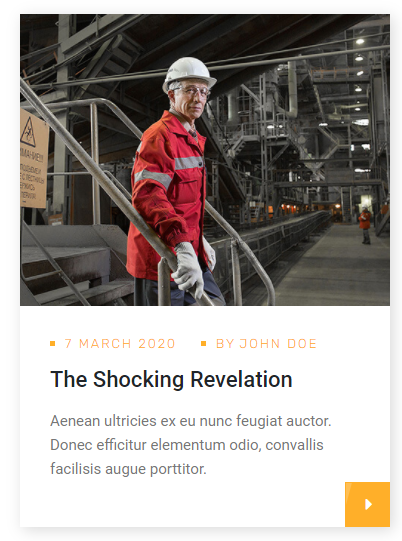 ВНИМАНИЕ!!!
7 MARCH 2020 BY JOHN DOE
The Shocking Revelation
Aenean ultricies ex eu nunc feugiat auctor.
Donec efficitur elementum odio, convallis
facilisis augue porttitor.